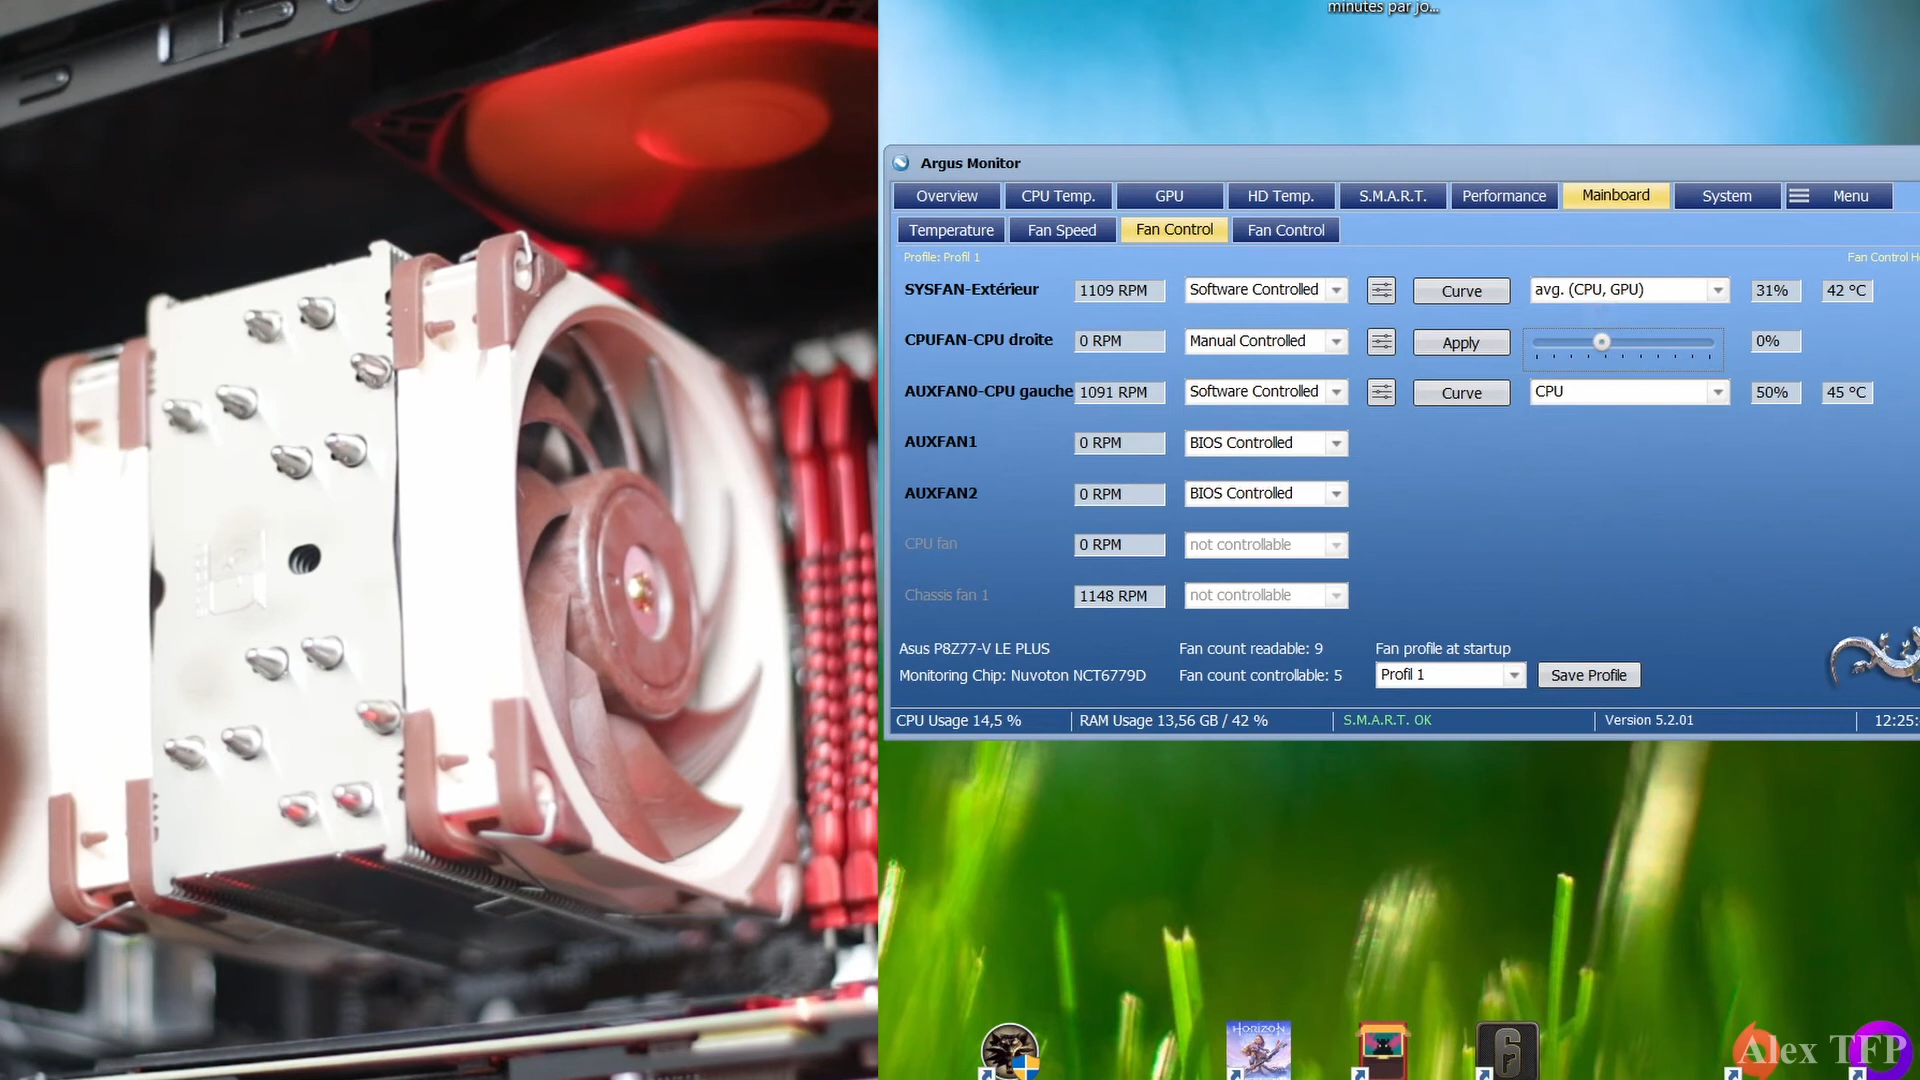 minutes par jo...
Argus Monitor
Overview CPU Temp. GPU HD Temp. S.M.A.R.T. Performance Mainboard System Menu
Temperature Fan Speed Fan Control Fan Control
Profile: Profil 1 Fan Control H
SYSFAN-Extérieur 1109 RPM Software Controlled Curve avg. (CPU, GPU) 31% 42 °C
CPUFAN-CPU droite 0 RPM Manual Controlled Apply 0%
AUXFAN0-CPU gauche 1091 RPM Software Controlled Curve CPU 50% 45 °C
AUXFAN1 0 RPM BIOS Controlled
AUXFAN2 0 RPM BIOS Controlled
CPU fan 0 RPM not controllable
Chassis fan 1 1148 RPM not controllable
Asus P8Z77-V LE PLUS Fan count readable: 9 Fan profile at startup
Monitoring Chip: Nuvoton NCT6779D Fan count controllable: 5 Profil 1 Save Profile
CPU Usage 14,5 % RAM Usage 13,56 GB / 42 % S.M.A.R.T. OK Version 5.2.01 12:25:
HORIZON
6
Alex TFP